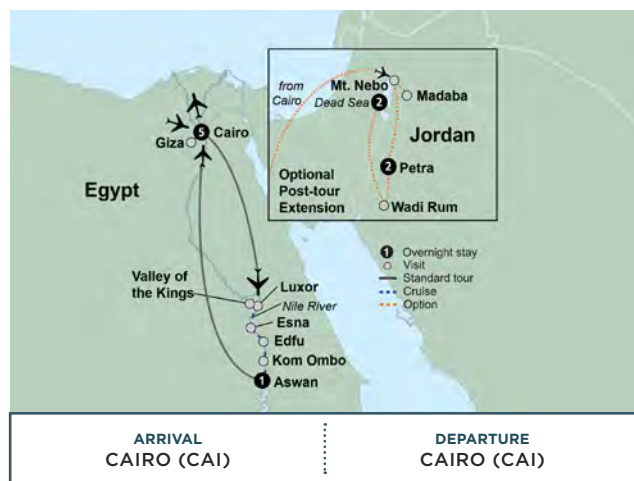 from
Cairo
Mt. Nebo
Dead Sea
2
Madaba
Jordan
2
Petra
Optional
Post-tour
Extension
Wadi Rum
5
Cairo
Giza
Egypt
1
Overnight stay
Visit
Standard tour
Cruise
Option
Valley of
the Kings
Luxor
Nile River
Esna
Edfu
Kom Ombo
1
Aswan
ARRIVAL
CAIRO (CAI)
DEPARTURE
CAIRO (CAI)